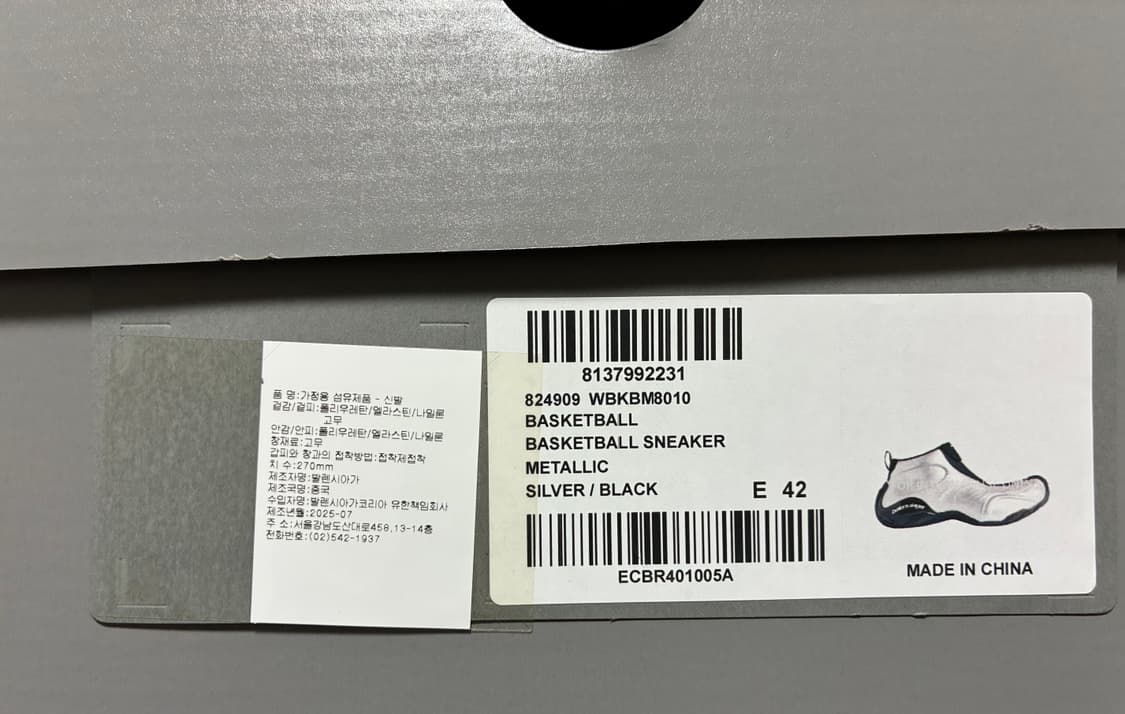 품 명:가정용 섬유제품 - 신발
겉감/겉피:폴리우레탄/엘라스틴/나일론
고무
안감/안피:폴리우레탄/엘라스틴/나일론
창재료:고무
갑피와 창과의 접착방법:접착제접착
치 수:270mm
제조자명:발렌시아가
제조국명:중국
수입자명:발렌시아가코리아 유한책임회사
제조년월:2025-07
주 소:서울강남도산대로458,13-14층
전화번호:(02)542-1937
8137992231
824909 WBKBM8010
BASKETBALL
BASKETBALL SNEAKER
METALLIC
SILVER / BLACK
E 42
ECBR401005A
MADE IN CHINA